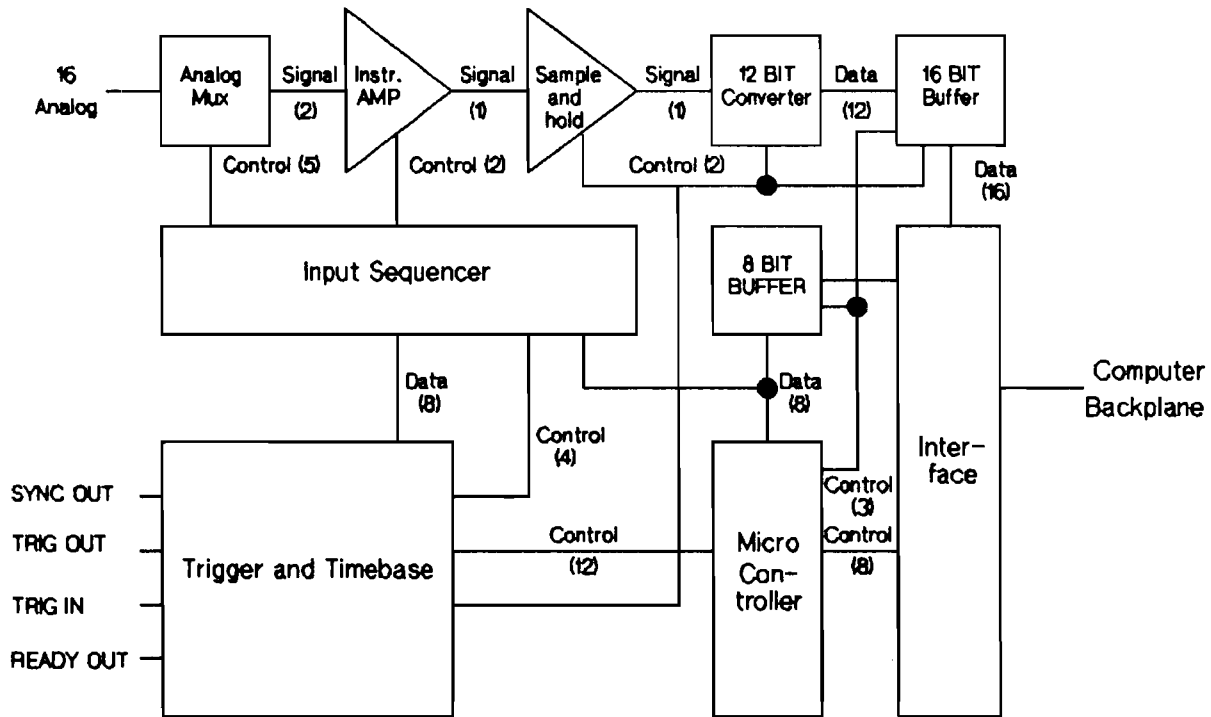 16
Analog
Analog
Mux
Signal
(2)
Instr.
AMP
Signal
(1)
Sample
and
hold
Signal
(1)
12 BIT
Converter
Data
(12)
16 BIT
Buffer
Control (5)
Control (2)
Control (2)
Data
(16)
Input Sequencer
8 BIT
BUFFER
Data
(8)
Data
(8)
Computer
Backplane
Control
(4)
Inter-
face
SYNC OUT
TRIG OUT
TRIG IN
READY OUT
Trigger and Timebase
Control
(12)
Micro
Con-
troller
Control
(3)
Control
(8)